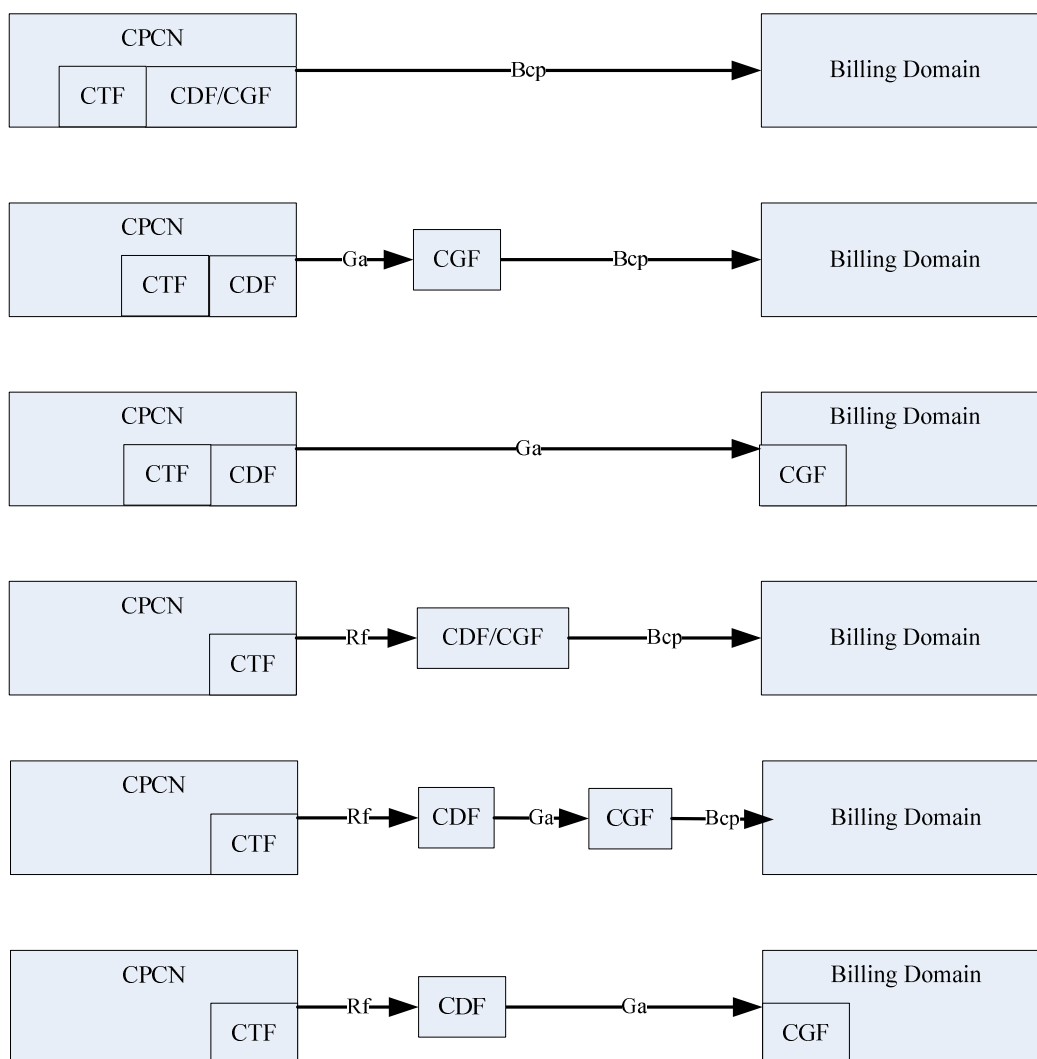 CPCN
CTF
CDF/CGF
Bcp
Billing Domain
CPCN
CTF
CDF
Ga
CGF
Bcp
Billing Domain
CPCN
CTF
CDF
Ga
Billing Domain
CGF
CPCN
CTF
Rf
CDF/CGF
Bcp
Billing Domain
CPCN
CTF
Rf
CDF
Ga
CGF
Bcp
Billing Domain
CPCN
CTF
Rf
CDF
Ga
Billing Domain
CGF